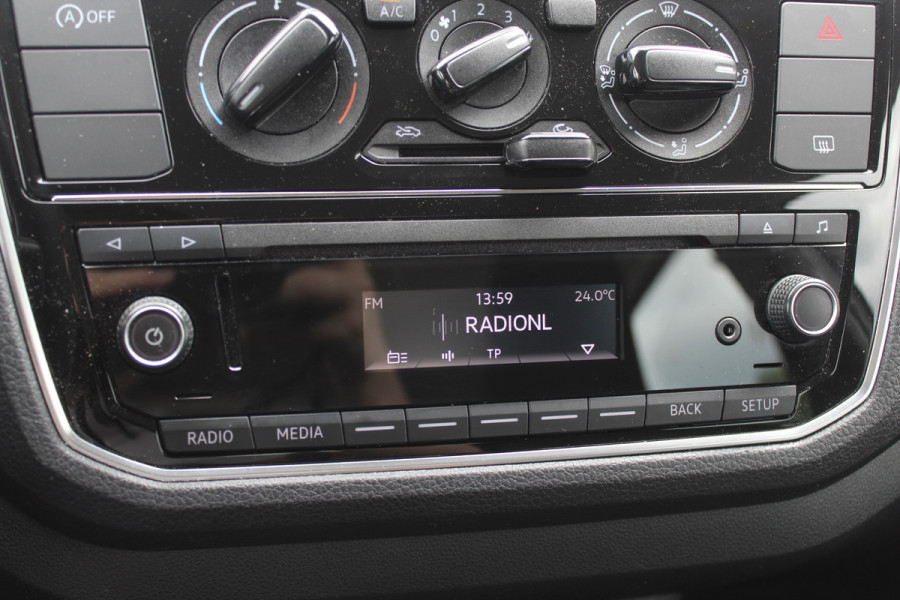 OFF
A/C
0 1 2 3
FM 13:59 24.0°C
RADIONL
TP
RADIO MEDIA BACK SETUP